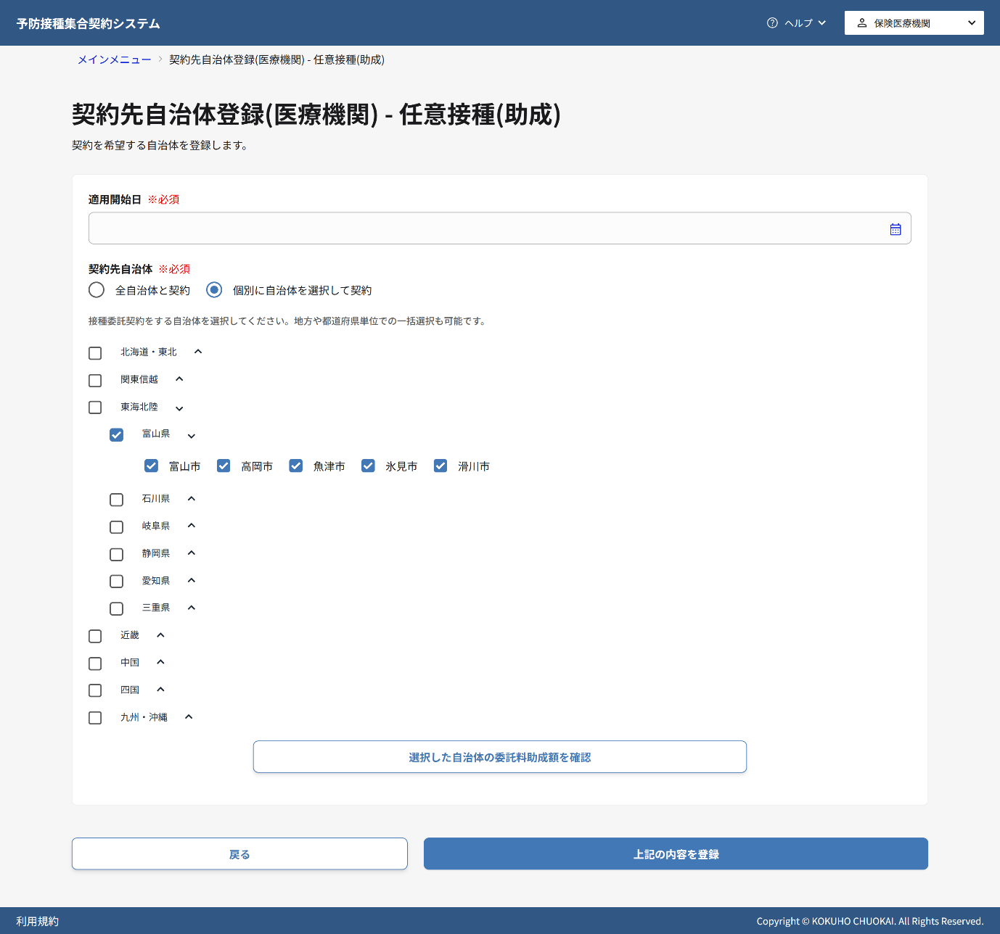 予防接種集合契約システム
ヘルプ
保険医療機関
メインメニュー 契約先自治体登録(医療機関) - 任意接種(助成)
契約先自治体登録(医療機関) - 任意接種(助成)
契約を希望する自治体を登録します。
適用開始日 ※必須
契約先自治体 ※必須
全自治体と契約 個別に自治体を選択して契約
接種委託契約をする自治体を選択してください。地方や都道府県単位での一括選択も可能です。
北海道・東北
関東信越
東海北陸
富山県
富山市 高岡市 魚津市 氷見市 滑川市
石川県
岐阜県
静岡県
愛知県
三重県
近畿
中国
四国
九州・沖縄
選択した自治体の委託料助成額を確認
戻る
上記の内容を登録
利用規約
Copyright © KOKUHO CHUOKAI. All Rights Reserved.